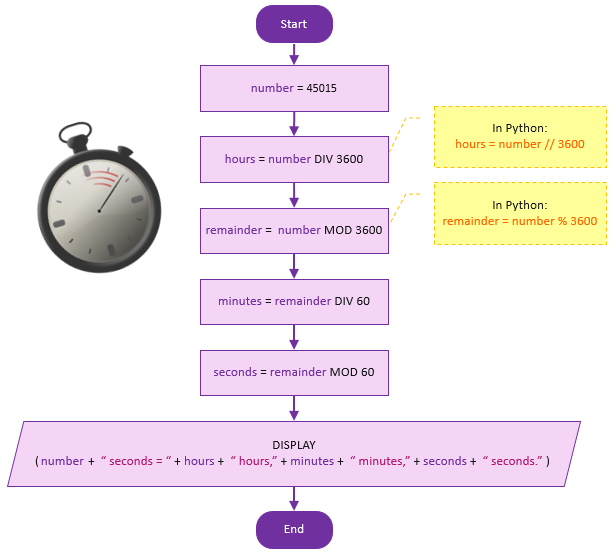 Start
number = 45015
hours = number DIV 3600
In Python:
hours = number // 3600
remainder =  number MOD 3600
In Python:
remainder = number % 3600
minutes = remainder DIV 60
seconds = remainder MOD 60
DISPLAY
( number +  “ seconds = “ + hours +  “ hours,” + minutes +  “ minutes,” + seconds +  “ seconds.” )
End